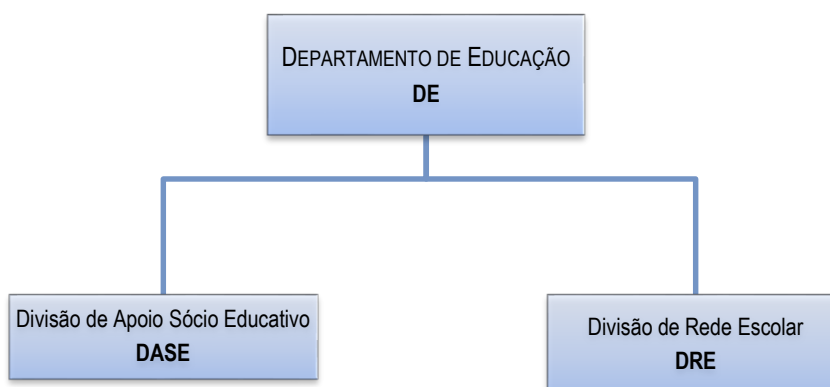 DEPARTAMENTO DE EDUCAÇÃO
DE
Divisão de Apoio Sócio Educativo
DASE
Divisão de Rede Escolar
DRE